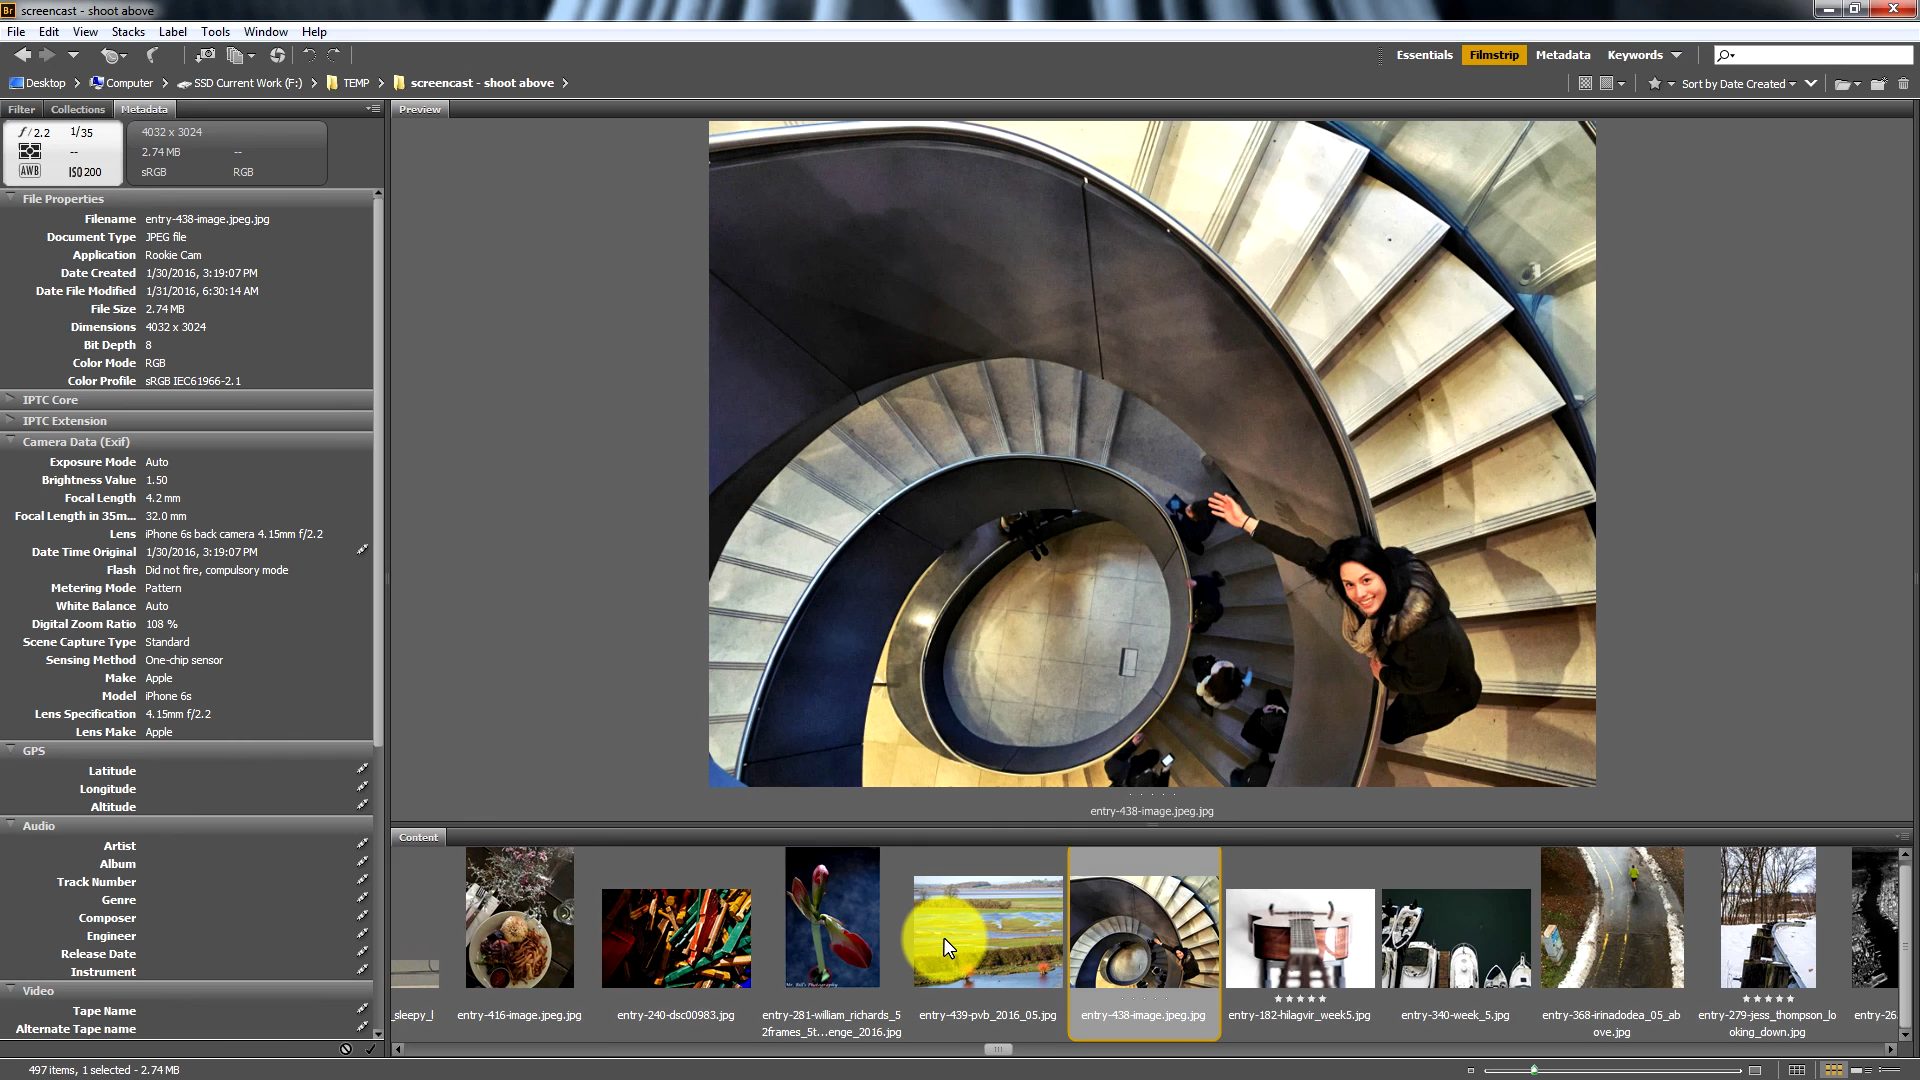 Br screencast - shoot above
File Edit View Stacks Label Tools Window Help
Essentials Filmstrip Metadata Keywords
Desktop Computer SSD Current Work (F:) TEMP screencast - shoot above
Sort by Date Created
Filter Collections Metadata
Preview
f/2.2 1/35
--
AWB ISO200
4032 x 3024
2.74 MB --
sRGB RGB
File Properties
Filename entry-438-image.jpeg.jpg
Document Type JPEG file
Application Rookie Cam
Date Created 1/30/2016, 3:19:07 PM
Date File Modified 1/31/2016, 6:30:14 AM
File Size 2.74 MB
Dimensions 4032 x 3024
Bit Depth 8
Color Mode RGB
Color Profile sRGB IEC61966-2.1
IPTC Core
IPTC Extension
Camera Data (Exif)
Exposure Mode Auto
Brightness Value 1.50
Focal Length 4.2 mm
Focal Length in 35m... 32.0 mm
Lens iPhone 6s back camera 4.15mm f/2.2
Date Time Original 1/30/2016, 3:19:07 PM
Flash Did not fire, compulsory mode
Metering Mode Pattern
White Balance Auto
Digital Zoom Ratio 108 %
Scene Capture Type Standard
Sensing Method One-chip sensor
Make Apple
Model iPhone 6s
Lens Specification 4.15mm f/2.2
Lens Make Apple
GPS
Latitude
Longitude
Altitude
Audio
Artist
Album
Track Number
Genre
Composer
Engineer
Release Date
Instrument
Video
Tape Name
Alternate Tape name
entry-438-image.jpeg.jpg
Content
_sleepy_l
entry-416-image.jpeg.jpg
entry-240-dsc00983.jpg
entry-281-william_richards_5
2frames_5t...enge_2016.jpg
entry-439-pvb_2016_05.jpg
entry-438-image.jpeg.jpg
entry-182-hilagvir_week5.jpg
entry-340-week_5.jpg
entry-368-irinadodea_05_ab
ove.jpg
entry-279-jess_thompson_lo
oking_down.jpg
entry-26
497 items, 1 selected - 2.74 MB